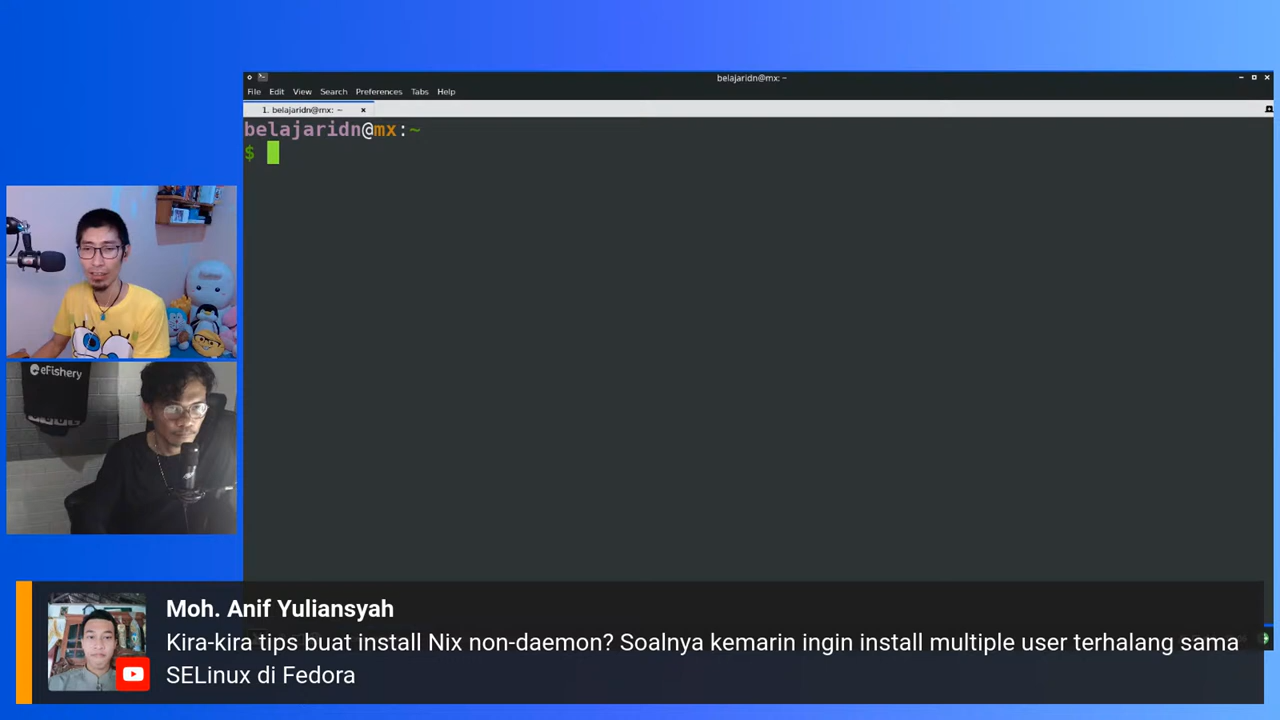 belajaridn@mx: ~
File Edit View Search Preferences Tabs Help
1. belajaridn@mx: ~
belajaridn@mx:~
$
eFishery
Moh. Anif Yuliansyah
Kira-kira tips buat install Nix non-daemon? Soalnya kemarin ingin install multiple user terhalang sama
SELinux di Fedora